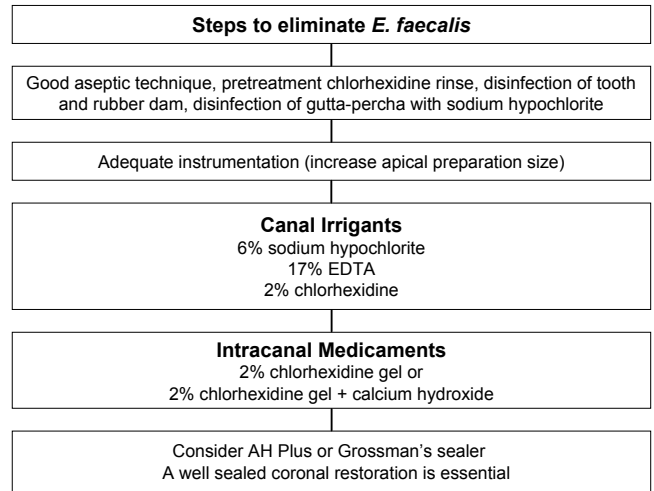 Steps to eliminate E. faecalis
Good aseptic technique, pretreatment chlorhexidine rinse, disinfection of tooth
and rubber dam, disinfection of gutta-percha with sodium hypochlorite
Adequate instrumentation (increase apical preparation size)
Canal Irrigants
6% sodium hypochlorite
17% EDTA
2% chlorhexidine
Intracanal Medicaments
2% chlorhexidine gel or
2% chlorhexidine gel + calcium hydroxide
Consider AH Plus or Grossman's sealer
A well sealed coronal restoration is essential